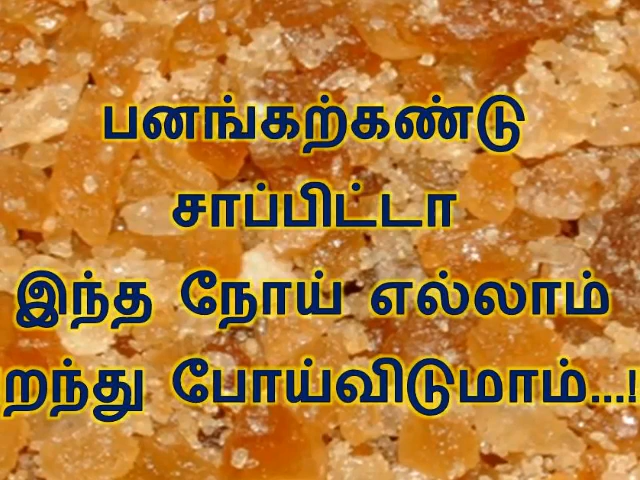 பனங்கற்கண்டு
சாப்பிட்டா
இந்த நோய் எல்லாம்
றந்து போய்விடுமாம்...!